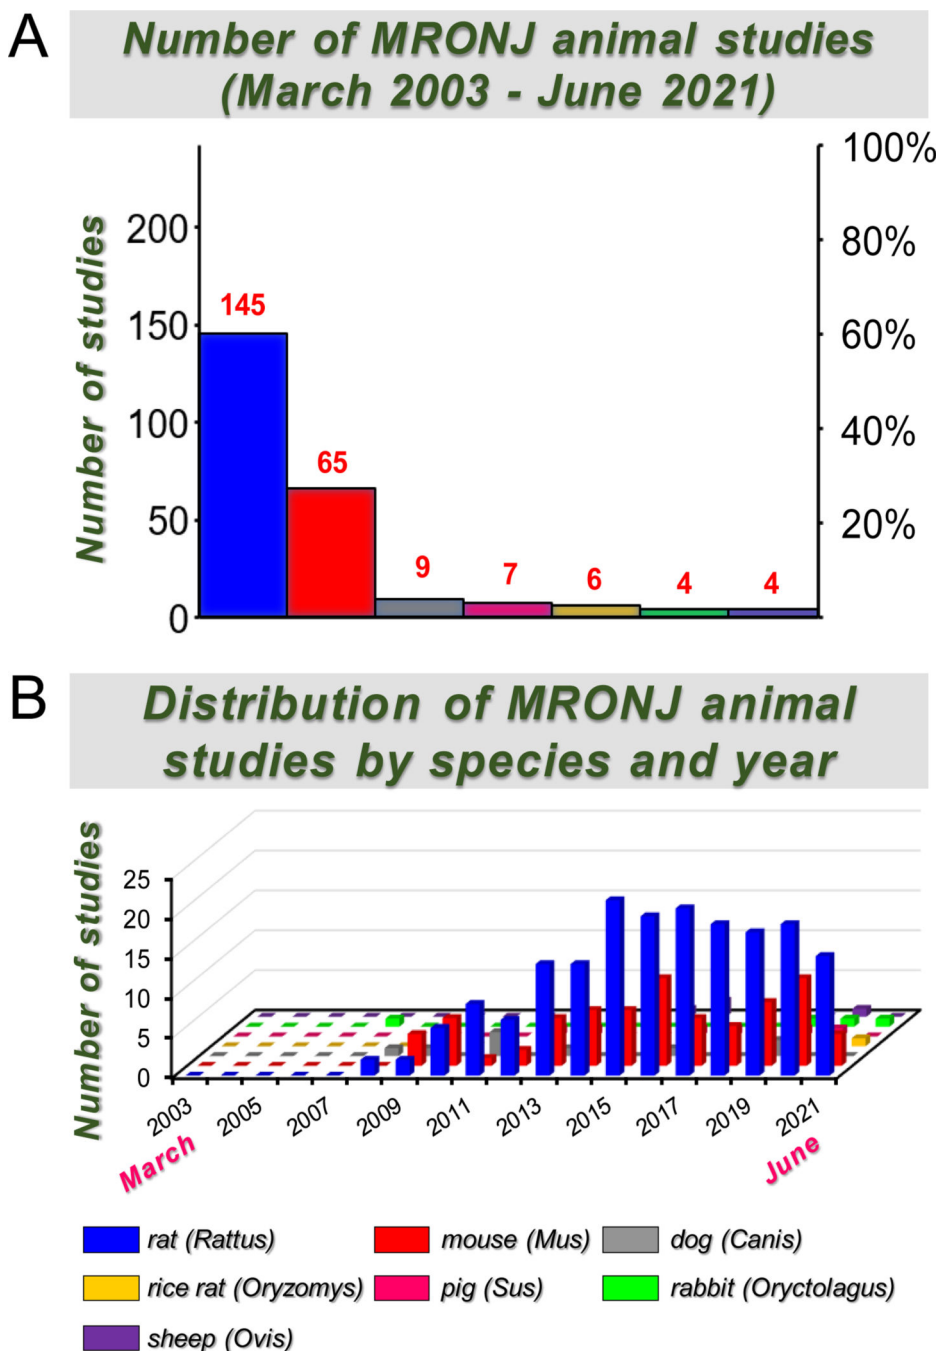 A
Number of MRONJ animal studies
(March 2003 - June 2021)
Number of studies
200
150
100
50
0
100%
80%
60%
40%
20%
145
65
9
7
6
4
4
B
Distribution of MRONJ animal
studies by species and year
Number of studies
25
20
15
10
5
0
2003
2005
2007
2009
2011
2013
2015
2017
2019
2021
March
June
rat (Rattus)
mouse (Mus)
dog (Canis)
rice rat (Oryzomys)
pig (Sus)
rabbit (Oryctolagus)
sheep (Ovis)